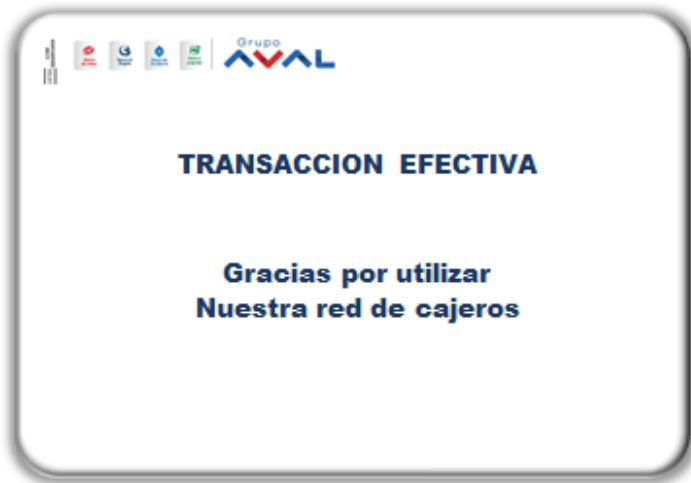 Grupo
AVAL
TRANSACCION EFECTIVA
Gracias por utilizar
Nuestra red de cajeros